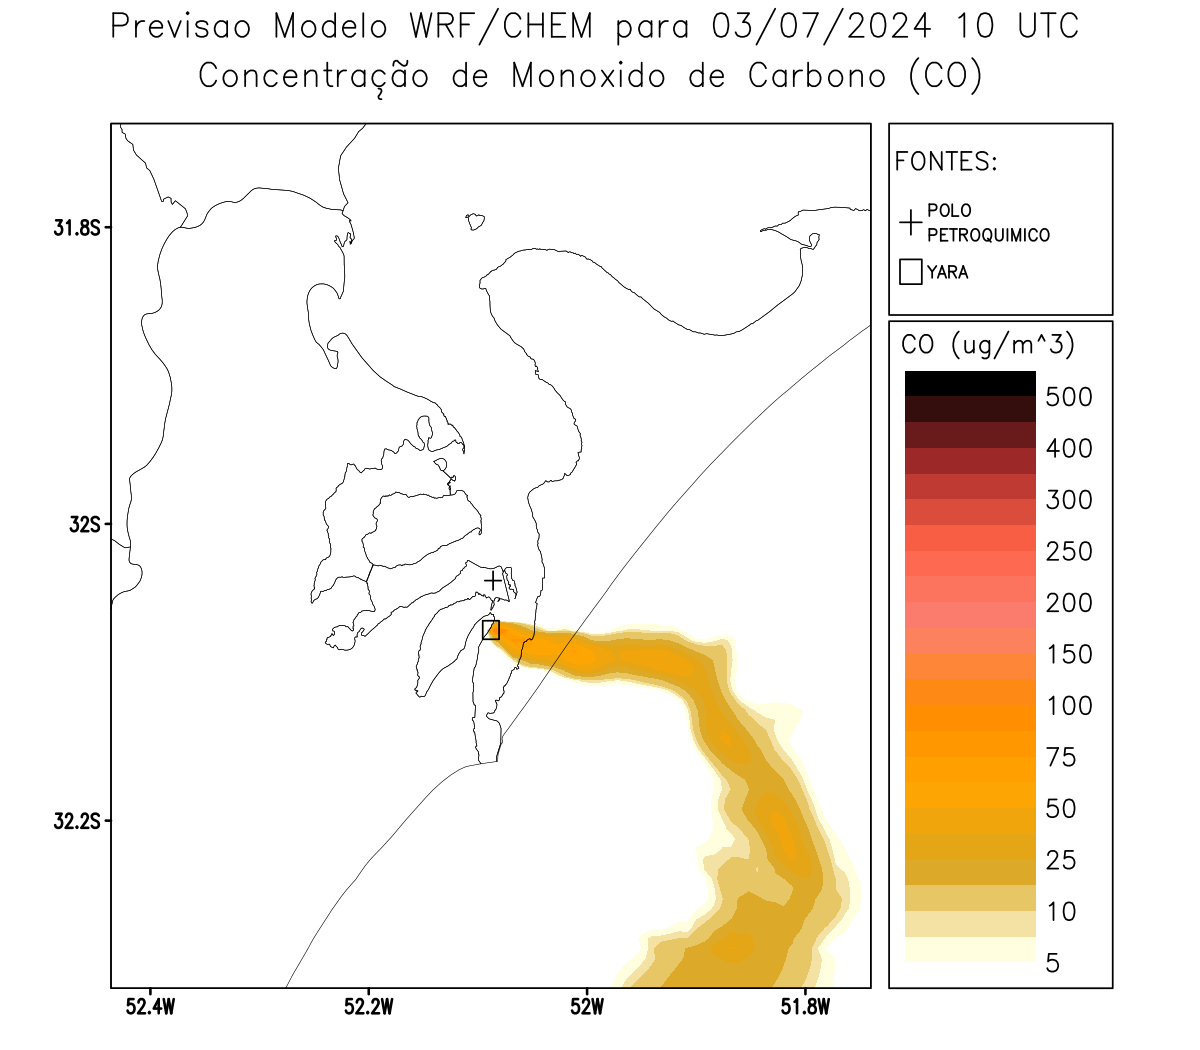 Previsao Modelo WRF/CHEM para 03/07/2024 10 UTC
Concentração de Monoxido de Carbono (CO)
FONTES:
POLO
PETROQUIMICO
YARA
CO (ug/m^3)
500
400
300
250
200
150
100
75
50
25
10
5
31.8S
32S
32.2S
52.4W
52.2W
52W
51.8W